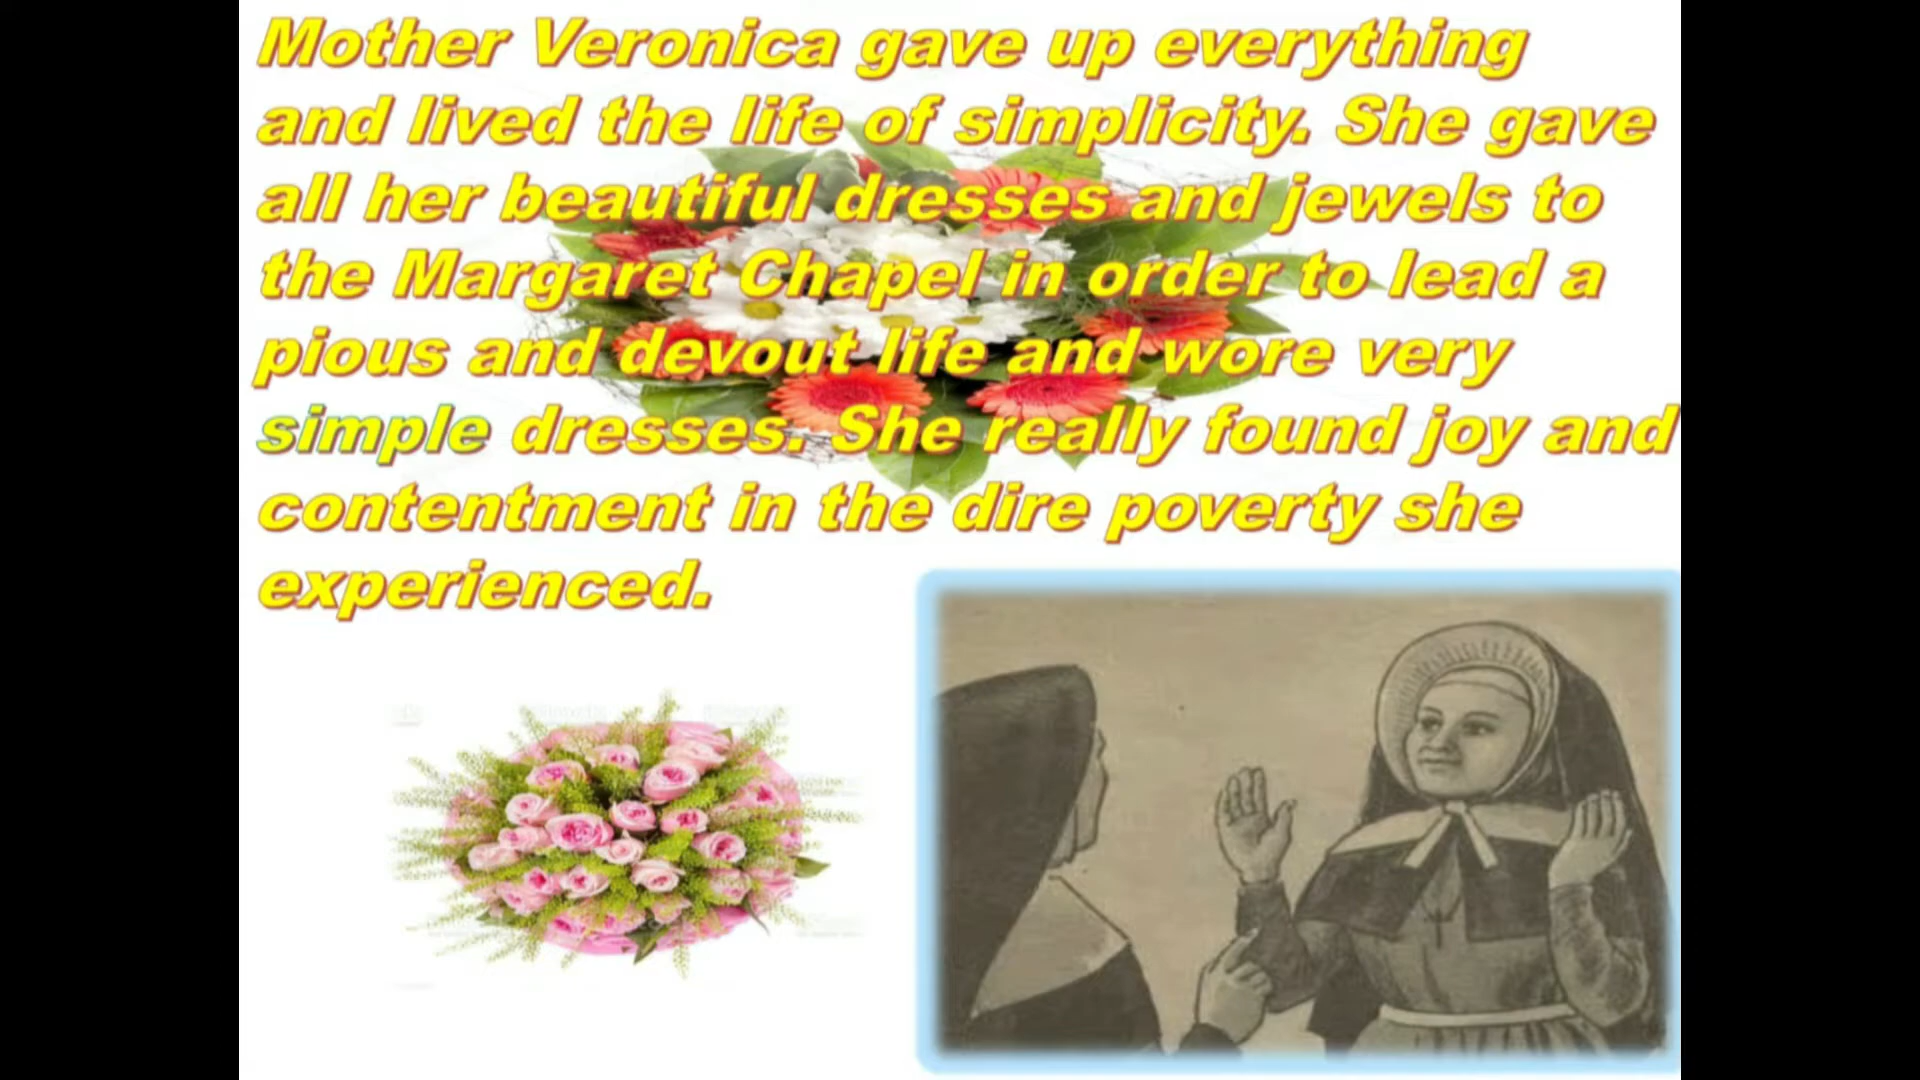 Mother Veronica gave up everything
and lived the life of simplicity. She gave
all her beautiful dresses and jewels to
the Margaret Chapel in order to lead a
pious and devout life and wore very
simple dresses. She really found joy and
contentment in the dire poverty she
experienced.